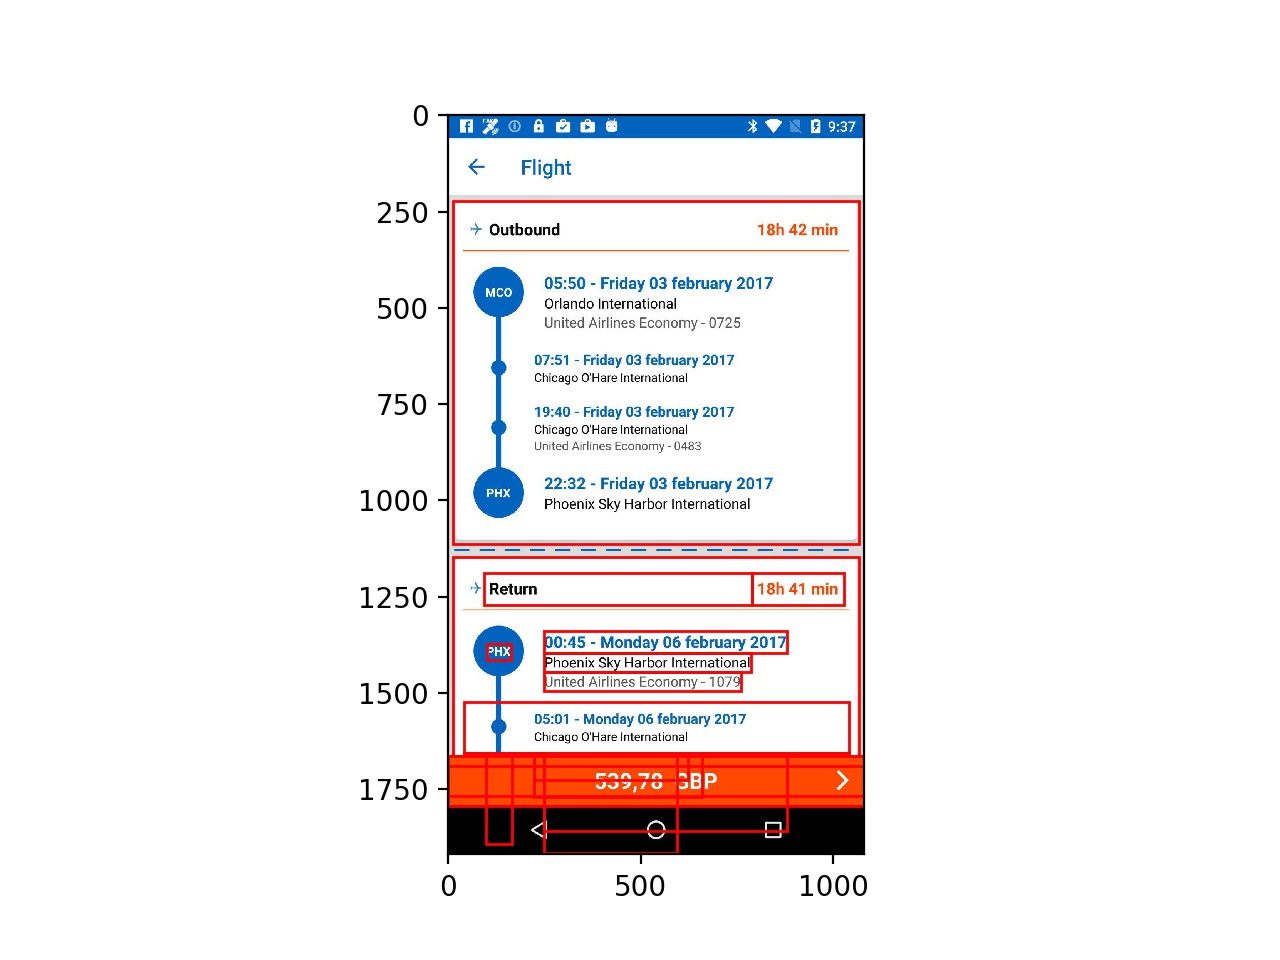 0
250
500
750
1000
1250
1500
1750
0
500
1000
9:37
Flight
Outbound
18h 42 min
MCO
05:50 - Friday 03 february 2017
Orlando International
United Airlines Economy - 0725
07:51 - Friday 03 february 2017
Chicago O'Hare International
19:40 - Friday 03 february 2017
Chicago O'Hare International
United Airlines Economy - 0483
PHX
22:32 - Friday 03 february 2017
Phoenix Sky Harbor International
Return
18h 41 min
PHX
00:45 - Monday 06 february 2017
Phoenix Sky Harbor International
United Airlines Economy - 1079
05:01 - Monday 06 february 2017
Chicago O'Hare International
539,78 GBP